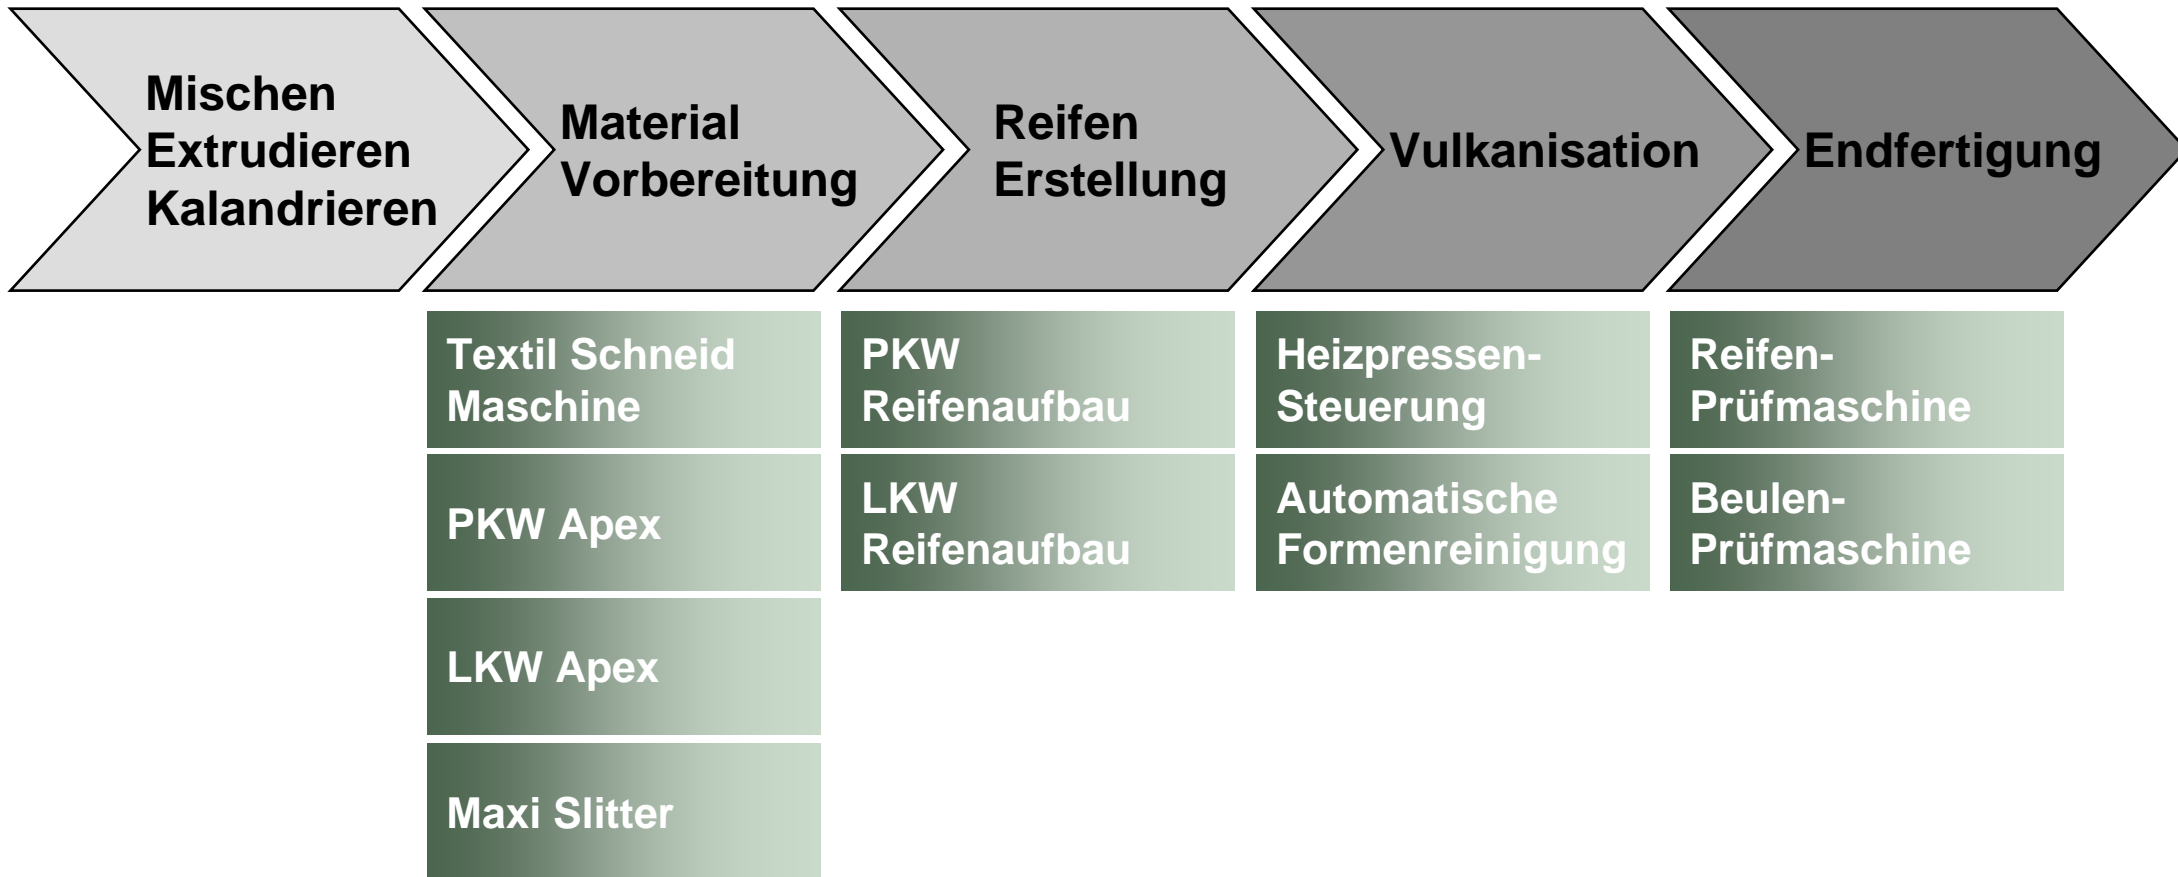 Mischen
Extrudieren
Kalandrieren
Material
Vorbereitung
Reifen
Erstellung
Vulkanisation
Endfertigung
Textil Schneid
Maschine
PKW Apex
LKW Apex
Maxi Slitter
PKW
Reifenaufbau
LKW
Reifenaufbau
Heizpressen-
Steuerung
Automatische
Formenreinigung
Reifen-
Prüfmaschine
Beulen-
Prüfmaschine